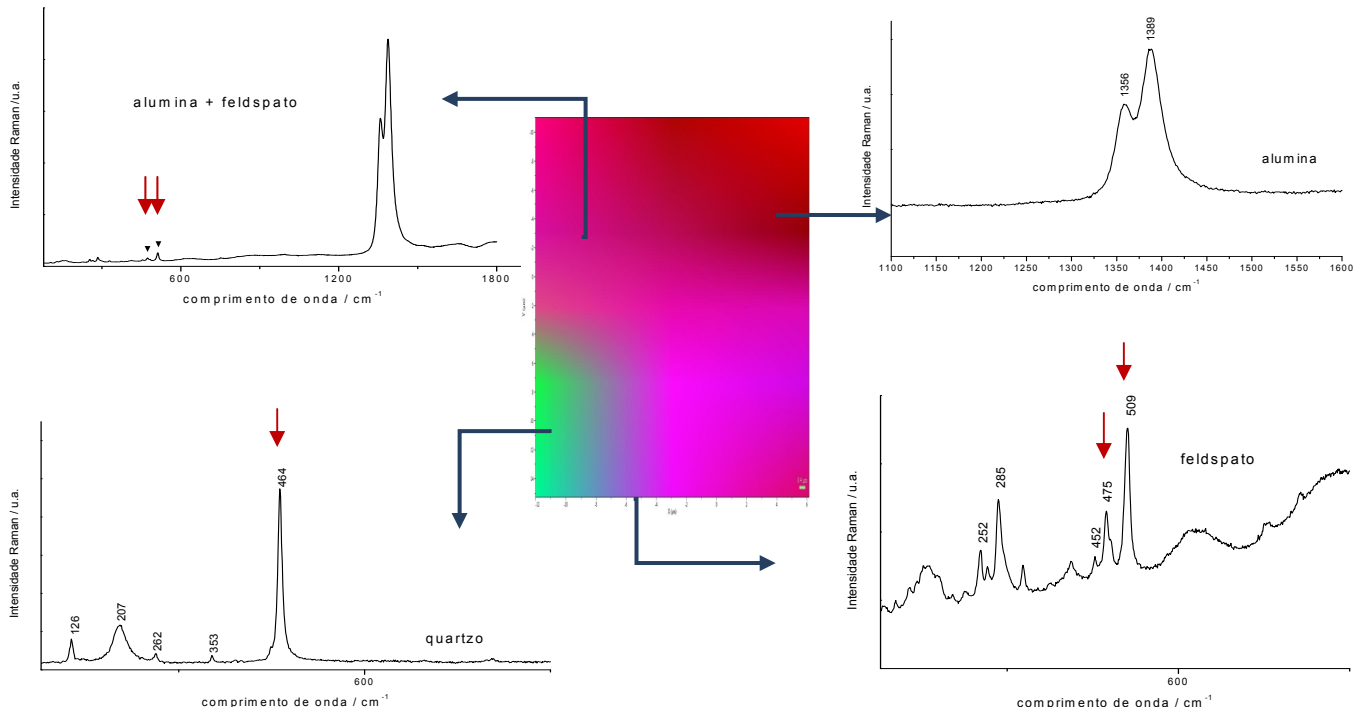 Intensidade Raman /u.a.
alumina + feldspato
600
1200
1800
comprimento de onda / cm-1
Intensidade Raman / u.a.
1356
1389
alumina
1100
1150
1200
1250
1300
1350
1400
1450
1500
1550
1600
comprimento de onda / cm-1
Intensidade Raman / u.a.
126
207
262
353
464
quartzo
600
comprimento de onda / cm-1
Intensidade Raman / u.a.
252
285
452
475
509
feldspato
600
comprimento de onda / cm-1